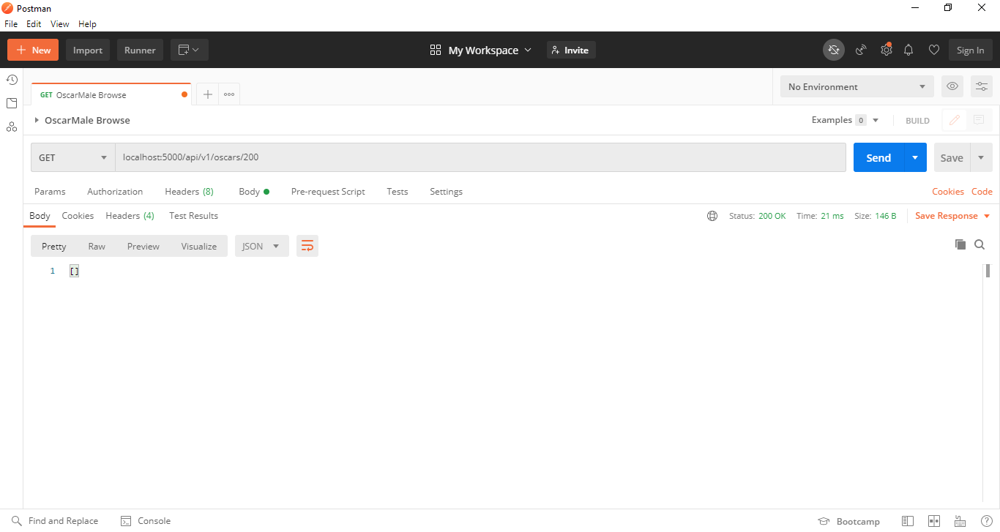 Postman
File Edit View Help
New Import Runner My Workspace Invite Sign In
GET OscarMale Browse No Environment
OscarMale Browse Examples 0 BUILD
GET localhost:5000/api/v1/oscars/200 Send Save
Params Authorization Headers (8) Body Pre-request Script Tests Settings Cookies Code
Body Cookies Headers (4) Test Results Status: 200 OK Time: 21 ms Size: 146 B Save Response
Pretty Raw Preview Visualize JSON
1 []
Find and Replace Console Bootcamp